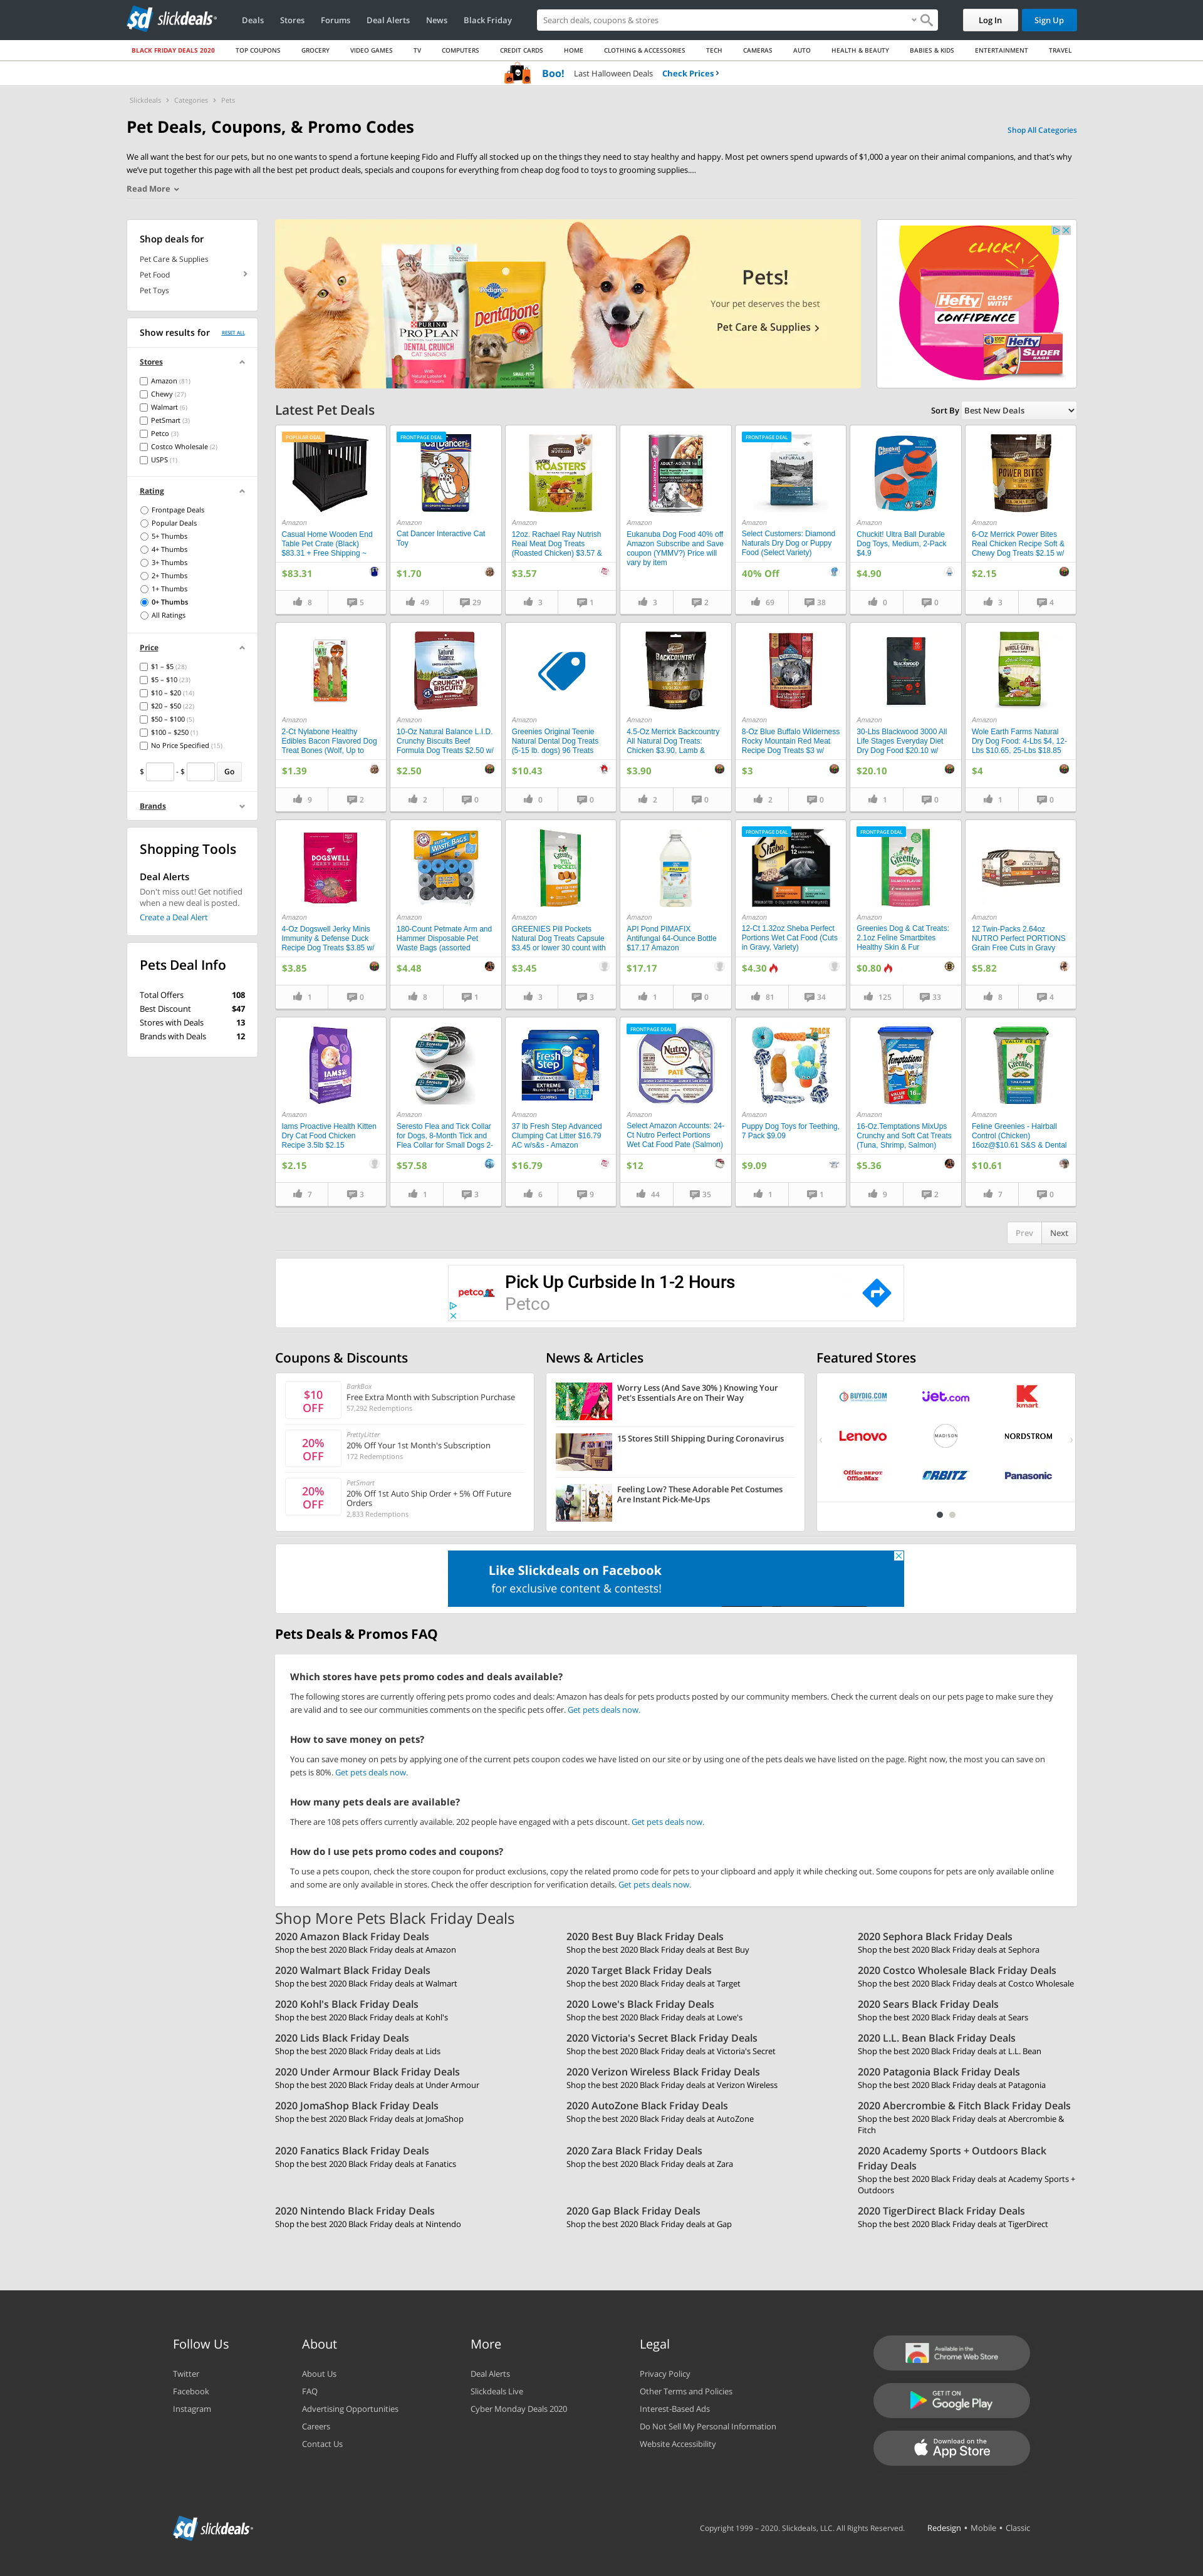 slickdeals
Deals
Stores
Forums
Deal Alerts
News
Black Friday
Search deals, coupons & stores
Log In
Sign Up
BLACK FRIDAY DEALS 2020
TOP COUPONS
GROCERY
VIDEO GAMES
TV
COMPUTERS
CREDIT CARDS
HOME
CLOTHING & ACCESSORIES
TECH
CAMERAS
AUTO
HEALTH & BEAUTY
BABIES & KIDS
ENTERTAINMENT
TRAVEL
Boo! Last Halloween Deals Check Prices
Slickdeals > Categories > Pets
Pet Deals, Coupons, & Promo Codes
Shop All Categories
We all want the best for our pets, but no one wants to spend a fortune keeping Fido and Fluffy all stocked up on the things they need to stay healthy and happy. Most pet owners spend upwards of $1,000 a year on their animal companions, and that's why
we've put together this page with all the best pet product deals, specials and coupons for everything from cheap dog food to toys to grooming supplies....
Read More
Shop deals for
Pet Care & Supplies
Pet Food
Pet Toys
Show results for
RESET ALL
Stores
Amazon (81)
Chewy (27)
Walmart (6)
PetSmart (3)
Petco (3)
Costco Wholesale (2)
USPS (1)
Rating
Frontpage Deals
Popular Deals
5+ Thumbs
4+ Thumbs
3+ Thumbs
2+ Thumbs
1+ Thumbs
0+ Thumbs
All Ratings
Price
$1 – $5 (28)
$5 – $10 (23)
$10 – $20 (14)
$20 – $50 (22)
$50 – $100 (5)
$100 – $250 (1)
No Price Specified (15)
$ - $ Go
Brands
Shopping Tools
Deal Alerts
Don't miss out! Get notified
when a new deal is posted.
Create a Deal Alert
Pets Deal Info
Total Offers 108
Best Discount $47
Stores with Deals 13
Brands with Deals 12
PURINA
PRO PLAN
DENTAL CRUNCH
CAT SNACKS
Pedigree
Dentabone
Pets!
Your pet deserves the best
Pet Care & Supplies
CLICK!
Hefty
CLOSE WITH
CONFIDENCE
Hefty
SLIDER
BAGS
Latest Pet Deals
Sort By Best New Deals
POPULAR DEAL
Amazon
Casual Home Wooden End
Table Pet Crate (Black)
$83.31 + Free Shipping ~
$83.31
8 5
FRONTPAGE DEAL
Amazon
Cat Dancer Interactive Cat
Toy
$1.70
49 29
Amazon
12oz. Rachael Ray Nutrish
Real Meat Dog Treats
(Roasted Chicken) $3.57 &
$3.57
3 1
Amazon
Eukanuba Dog Food 40% off
Amazon Subscribe and Save
coupon (YMMV?) Price will
vary by item
3 2
FRONTPAGE DEAL
Amazon
Select Customers: Diamond
Naturals Dry Dog or Puppy
Food (Select Variety)
40% Off
69 38
Amazon
Chuckit! Ultra Ball Durable
Dog Toys, Medium, 2-Pack
$4.9
$4.90
0 0
Amazon
6-Oz Merrick Power Bites
Real Chicken Recipe Soft &
Chewy Dog Treats $2.15 w/
$2.15
3 4
Amazon
2-Ct Nylabone Healthy
Edibles Bacon Flavored Dog
Treat Bones (Wolf, Up to
$1.39
9 2
Amazon
10-Oz Natural Balance L.I.D.
Crunchy Biscuits Beef
Formula Dog Treats $2.50 w/
$2.50
2 0
Amazon
Greenies Original Teenie
Natural Dental Dog Treats
(5-15 lb. dogs) 96 Treats
$10.43
0 0
Amazon
4.5-Oz Merrick Backcountry
All Natural Dog Treats:
Chicken $3.90, Lamb &
$3.90
2 0
Amazon
8-Oz Blue Buffalo Wilderness
Rocky Mountain Red Meat
Recipe Dog Treats $3 w/
$3
2 0
Amazon
30-Lbs Blackwood 3000 All
Life Stages Everyday Diet
Dry Dog Food $20.10 w/
$20.10
1 0
Amazon
Wole Earth Farms Natural
Dry Dog Food: 4-Lbs $4, 12-
Lbs $10.65, 25-Lbs $18.85
$4
1 0
Amazon
4-Oz Dogswell Jerky Minis
Immunity & Defense Duck
Recipe Dog Treats $3.85 w/
$3.85
1 0
Amazon
180-Count Petmate Arm and
Hammer Disposable Pet
Waste Bags (assorted
$4.48
8 1
Amazon
GREENIES Pill Pockets
Natural Dog Treats Capsule
$3.45 or lower 30 count with
$3.45
3 3
Amazon
API Pond PIMAFIX
Antifungal 64-Ounce Bottle
$17.17 Amazon
$17.17
1 0
FRONTPAGE DEAL
Amazon
12-Ct 1.32oz Sheba Perfect
Portions Wet Cat Food (Cuts
in Gravy, Variety)
$4.30
81 34
FRONTPAGE DEAL
Amazon
Greenies Dog & Cat Treats:
2.1oz Feline Smartbites
Healthy Skin & Fur
$0.80
125 33
Amazon
12 Twin-Packs 2.64oz
NUTRO Perfect PORTIONS
Grain Free Cuts in Gravy
$5.82
8 4
Amazon
Iams Proactive Health Kitten
Dry Cat Food Chicken
Recipe 3.5lb $2.15
$2.15
7 3
Amazon
Seresto Flea and Tick Collar
for Dogs, 8-Month Tick and
Flea Collar for Small Dogs 2-
$57.58
1 3
Amazon
37 lb Fresh Step Advanced
Clumping Cat Litter $16.79
AC w/s&s - Amazon
$16.79
6 9
FRONTPAGE DEAL
Amazon
Select Amazon Accounts: 24-
Ct Nutro Perfect Portions
Wet Cat Food Pate (Salmon)
$12
44 35
Amazon
Puppy Dog Toys for Teething,
7 Pack $9.09
$9.09
1 1
Amazon
16-Oz.Temptations MixUps
Crunchy and Soft Cat Treats
(Tuna, Shrimp, Salmon)
$5.36
9 2
Amazon
Feline Greenies - Hairball
Control (Chicken)
16oz@$10.61 S&S & Dental
$10.61
7 0
Prev Next
petco
Pick Up Curbside In 1-2 Hours
Petco
Coupons & Discounts
$10
OFF
BarkBox
Free Extra Month with Subscription Purchase
57,292 Redemptions
20%
OFF
PrettyLitter
20% Off Your 1st Month's Subscription
172 Redemptions
20%
OFF
PetSmart
20% Off 1st Auto Ship Order + 5% Off Future
Orders
2,833 Redemptions
News & Articles
Worry Less (And Save 30% ) Knowing Your
Pet's Essentials Are on Their Way
15 Stores Still Shipping During Coronavirus
Feeling Low? These Adorable Pet Costumes
Are Instant Pick-Me-Ups
Featured Stores
BUYDIG.COM
Jet.com
kmart
Lenovo
MADISON
NORDSTROM
Office DEPOT
OfficeMax
ORBITZ
Panasonic
Like Slickdeals on Facebook
for exclusive content & contests!
Pets Deals & Promos FAQ
Which stores have pets promo codes and deals available?
The following stores are currently offering pets promo codes and deals: Amazon has deals for pets products posted by our community members. Check the current deals on our pets page to make sure they
are valid and to see our communities comments on the specific pets offer. Get pets deals now.
How to save money on pets?
You can save money on pets by applying one of the current pets coupon codes we have listed on our site or by using one of the pets deals we have listed on the page. Right now, the most you can save on
pets is 80%. Get pets deals now.
How many pets deals are available?
There are 108 pets offers currently available. 202 people have engaged with a pets discount. Get pets deals now.
How do I use pets promo codes and coupons?
To use a pets coupon, check the store coupon for product exclusions, copy the related promo code for pets to your clipboard and apply it while checking out. Some coupons for pets are only available online
and some are only available in stores. Check the offer description for verification details. Get pets deals now.
Shop More Pets Black Friday Deals
2020 Amazon Black Friday Deals
Shop the best 2020 Black Friday deals at Amazon
2020 Best Buy Black Friday Deals
Shop the best 2020 Black Friday deals at Best Buy
2020 Sephora Black Friday Deals
Shop the best 2020 Black Friday deals at Sephora
2020 Walmart Black Friday Deals
Shop the best 2020 Black Friday deals at Walmart
2020 Target Black Friday Deals
Shop the best 2020 Black Friday deals at Target
2020 Costco Wholesale Black Friday Deals
Shop the best 2020 Black Friday deals at Costco Wholesale
2020 Kohl's Black Friday Deals
Shop the best 2020 Black Friday deals at Kohl's
2020 Lowe's Black Friday Deals
Shop the best 2020 Black Friday deals at Lowe's
2020 Sears Black Friday Deals
Shop the best 2020 Black Friday deals at Sears
2020 Lids Black Friday Deals
Shop the best 2020 Black Friday deals at Lids
2020 Victoria's Secret Black Friday Deals
Shop the best 2020 Black Friday deals at Victoria's Secret
2020 L.L. Bean Black Friday Deals
Shop the best 2020 Black Friday deals at L.L. Bean
2020 Under Armour Black Friday Deals
Shop the best 2020 Black Friday deals at Under Armour
2020 Verizon Wireless Black Friday Deals
Shop the best 2020 Black Friday deals at Verizon Wireless
2020 Patagonia Black Friday Deals
Shop the best 2020 Black Friday deals at Patagonia
2020 JomaShop Black Friday Deals
Shop the best 2020 Black Friday deals at JomaShop
2020 AutoZone Black Friday Deals
Shop the best 2020 Black Friday deals at AutoZone
2020 Abercrombie & Fitch Black Friday Deals
Shop the best 2020 Black Friday deals at Abercrombie &
Fitch
2020 Fanatics Black Friday Deals
Shop the best 2020 Black Friday deals at Fanatics
2020 Zara Black Friday Deals
Shop the best 2020 Black Friday deals at Zara
2020 Academy Sports + Outdoors Black
Friday Deals
Shop the best 2020 Black Friday deals at Academy Sports +
Outdoors
2020 Nintendo Black Friday Deals
Shop the best 2020 Black Friday deals at Nintendo
2020 Gap Black Friday Deals
Shop the best 2020 Black Friday deals at Gap
2020 TigerDirect Black Friday Deals
Shop the best 2020 Black Friday deals at TigerDirect
Follow Us
Twitter
Facebook
Instagram
About
About Us
FAQ
Advertising Opportunities
Careers
Contact Us
More
Deal Alerts
Slickdeals Live
Cyber Monday Deals 2020
Legal
Privacy Policy
Other Terms and Policies
Interest-Based Ads
Do Not Sell My Personal Information
Website Accessibility
Available in the
Chrome Web Store
GET IT ON
Google Play
Download on the
App Store
slickdeals
Copyright 1999 – 2020. Slickdeals, LLC. All Rights Reserved.
Redesign • Mobile • Classic